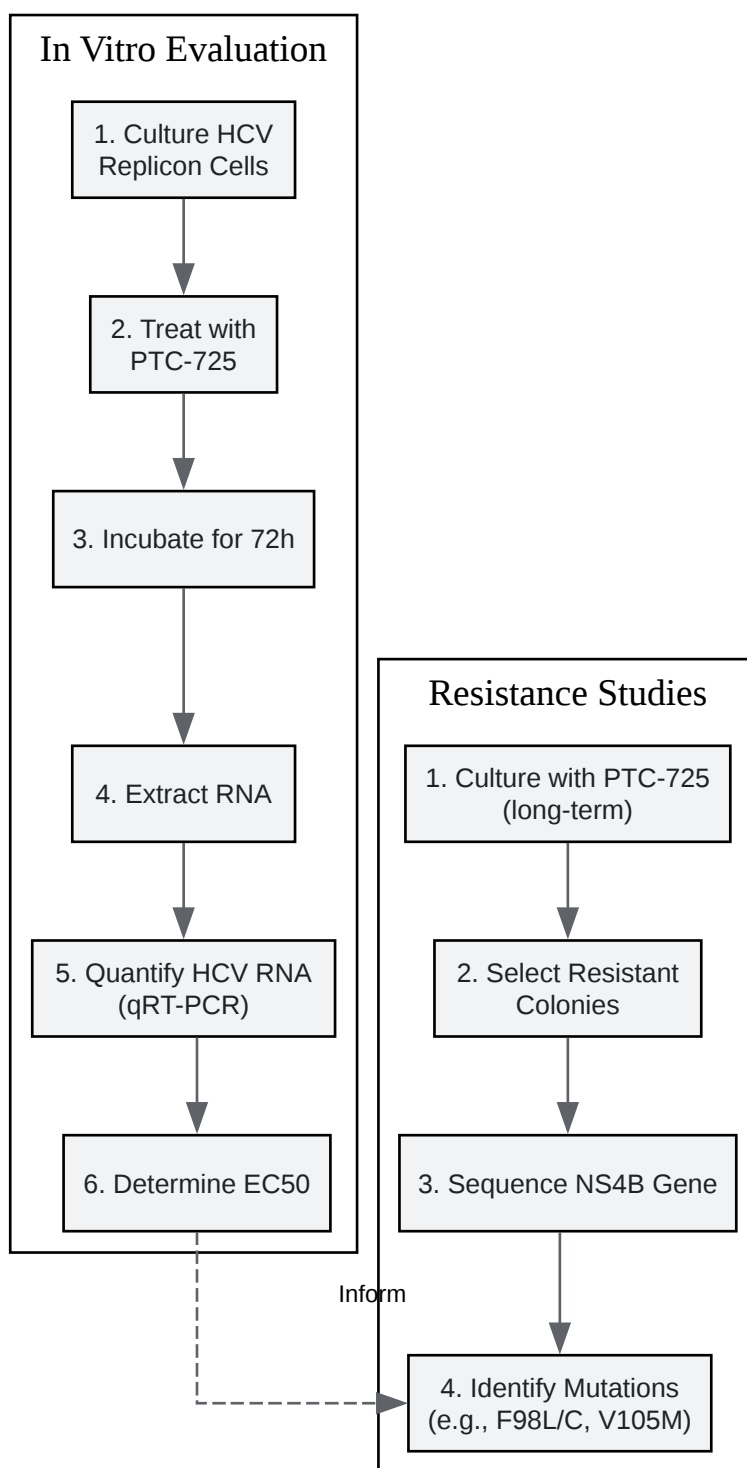 In Vitro Evaluation
1. Culture HCV
Replicon Cells
2. Treat with
PTC-725
3. Incubate for 72h
4. Extract RNA
5. Quantify HCV RNA
(qRT-PCR)
6. Determine EC50
Inform
Resistance Studies
1. Culture with PTC-725
(long-term)
2. Select Resistant
Colonies
3. Sequence NS4B Gene
4. Identify Mutations
(e.g., F98L/C, V105M)